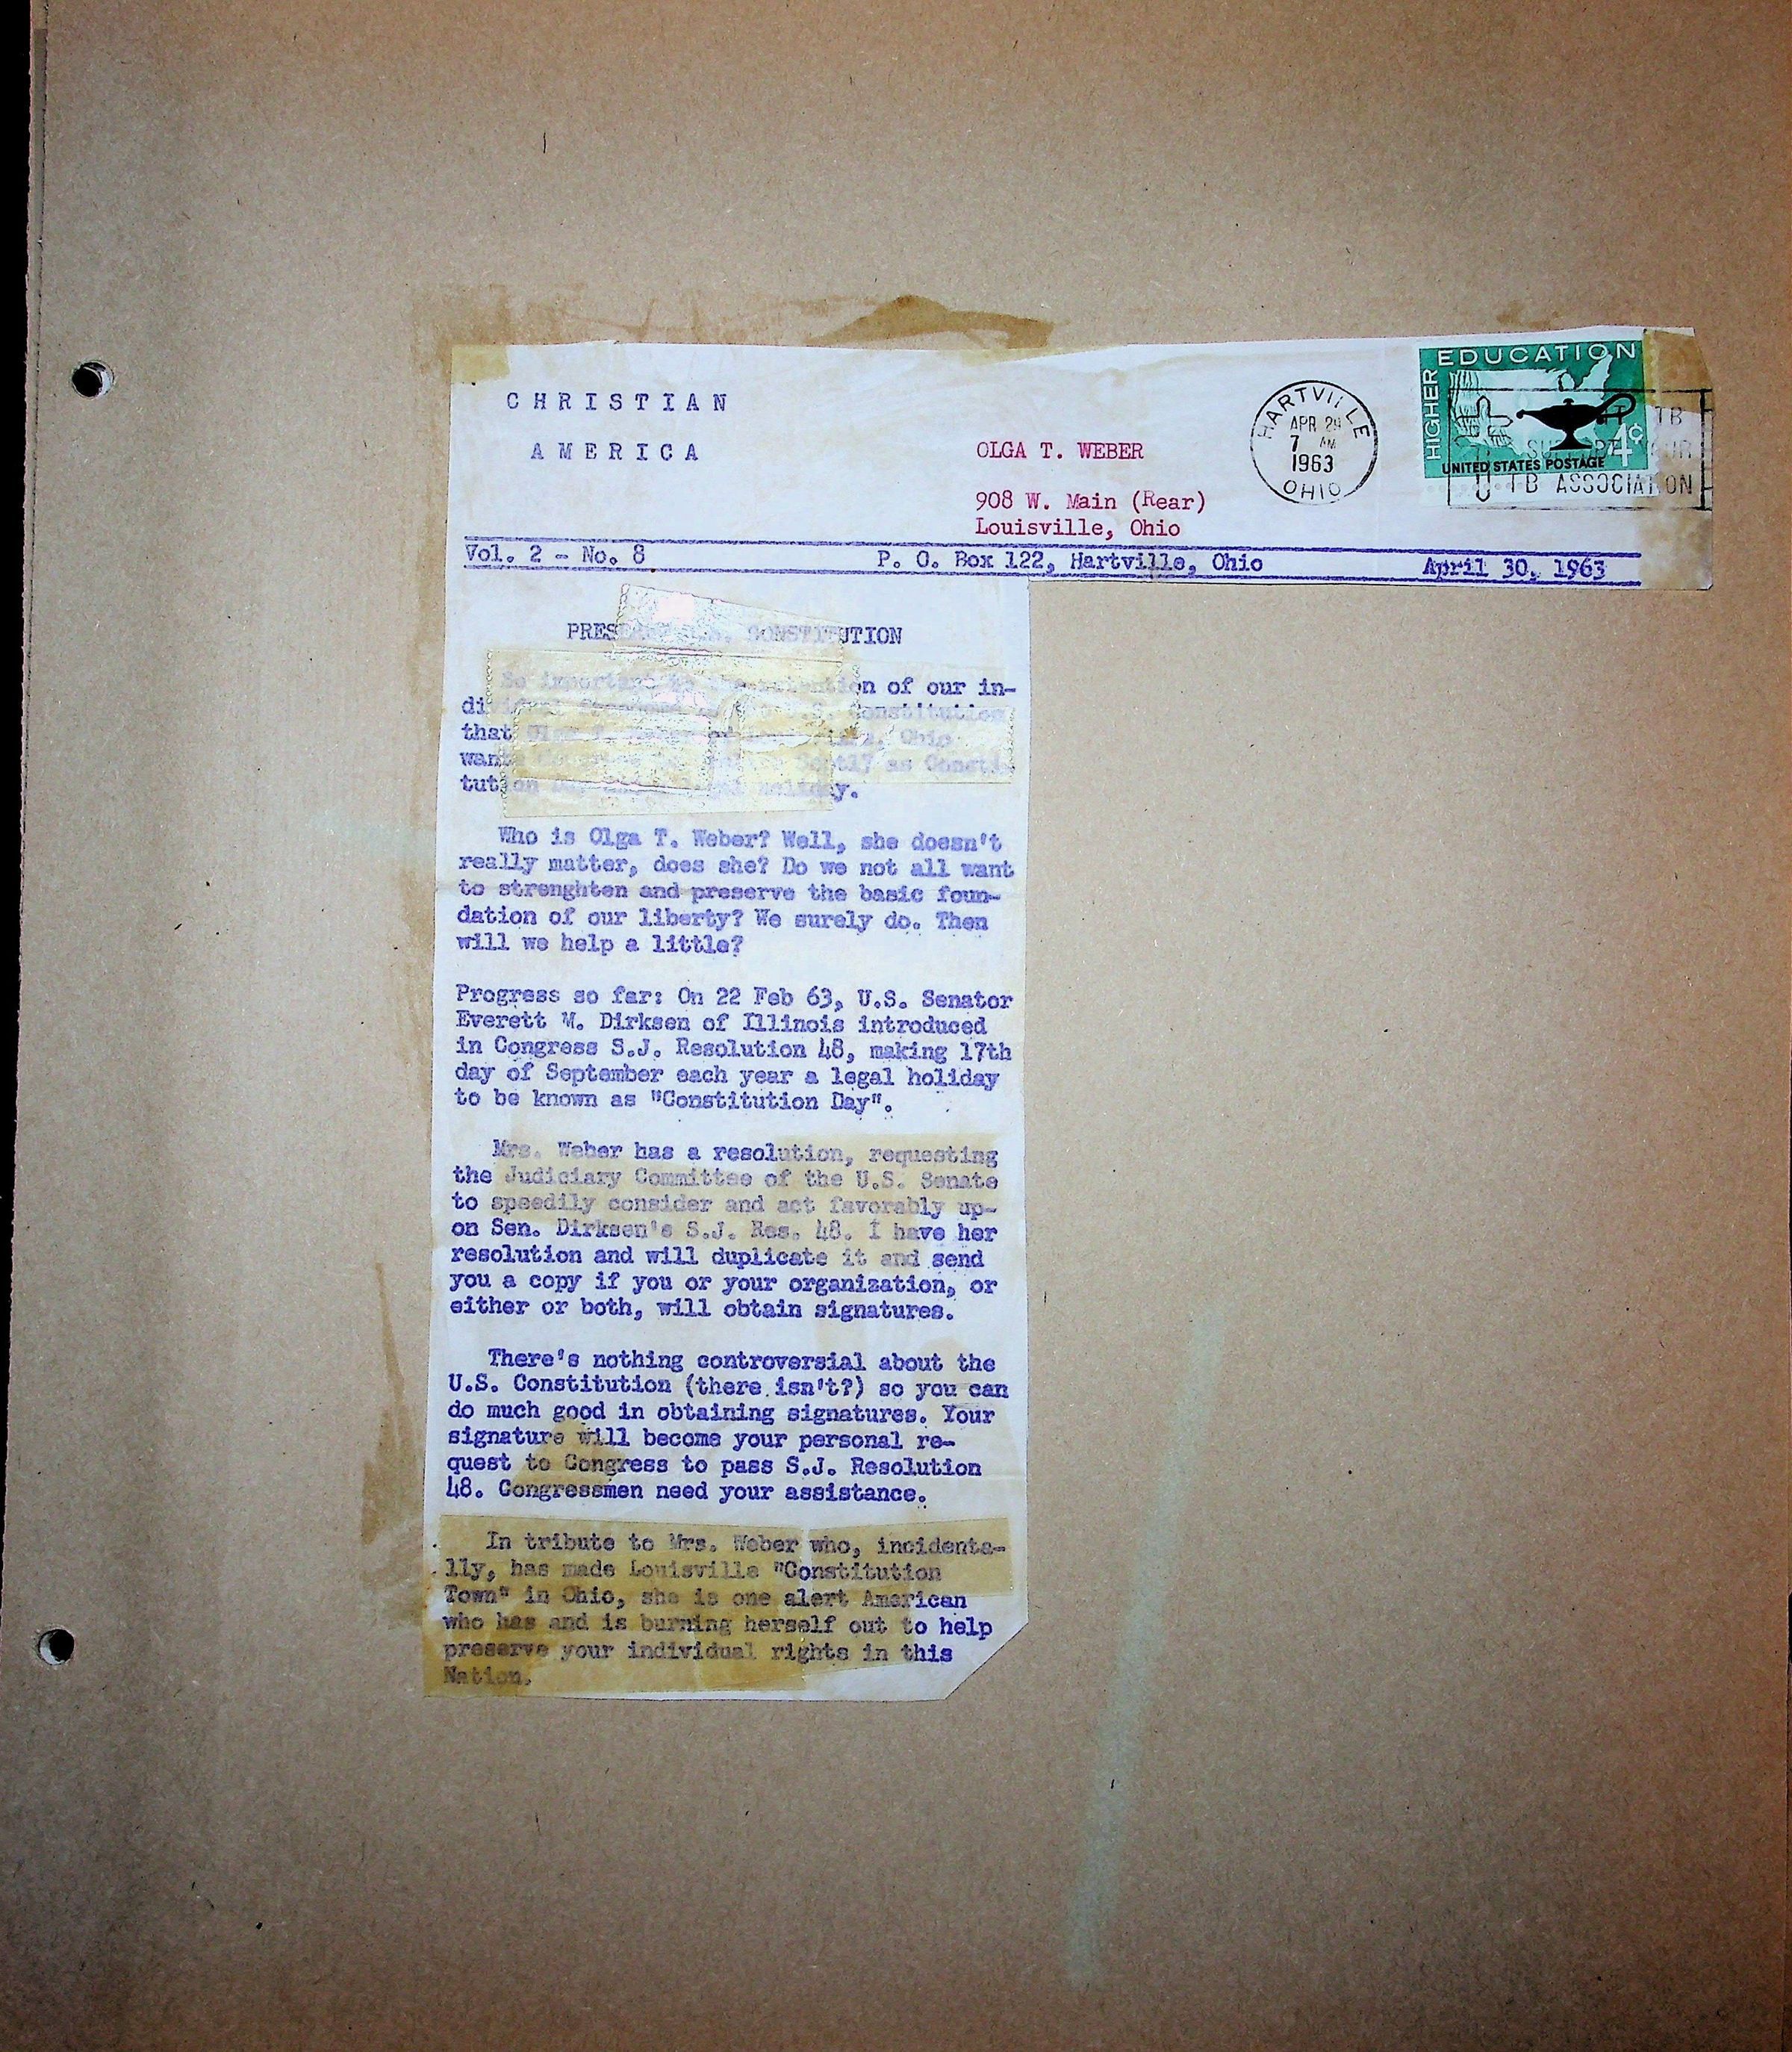 CHRISTIAN
AMERICA
OLGA T. WEBER
908 W. Main (Rear)
Louisville, Ohio
HARTVILLE
APR 29
7 AM
1963
OHIO
HIGHER EDUCATION
4¢
UNITED STATES POSTAGE
TB
TB ASSOCIATION
Vol. 2 - No. 8 P. O. Box 122, Hartville, Ohio April 30, 1963
CONSTITUTION
So important to the retention of our in-
Constitution
that Ohio
wants Sept17 as Consti-
tution holiday.
Who is Olga T. Weber? Well, she doesn't
really matter, does she? Do we not all want
to strenghten and preserve the basic foun-
dation of our liberty? We surely do. Then
will we help a little?
Progress so far: On 22 Feb 63, U.S. Senator
Everett M. Dirksen of Illinois introduced
in Congress S.J. Resolution 48, making 17th
day of September each year a legal holiday
to be known as "Constitution Day".
Mrs. Weber has a resolution, requesting
the Judiciary Committee of the U.S. Senate
to speedily consider and act favorably up-
on Sen. Dirksen's S.J. Res. 48. I have her
resolution and will duplicate it and send
you a copy if you or your organization, or
either or both, will obtain signatures.
There's nothing controversial about the
U.S. Constitution (there isn't?) so you can
do much good in obtaining signatures. Your
signature will become your personal re-
quest to Congress to pass S.J. Resolution
48. Congressmen need your assistance.
In tribute to Mrs. Weber who, incidenta-
lly, has made Louisville "Constitution
Town" in Ohio, she is one alert American
who has and is burning herself out to help
preserve your individual rights in this
Nation.